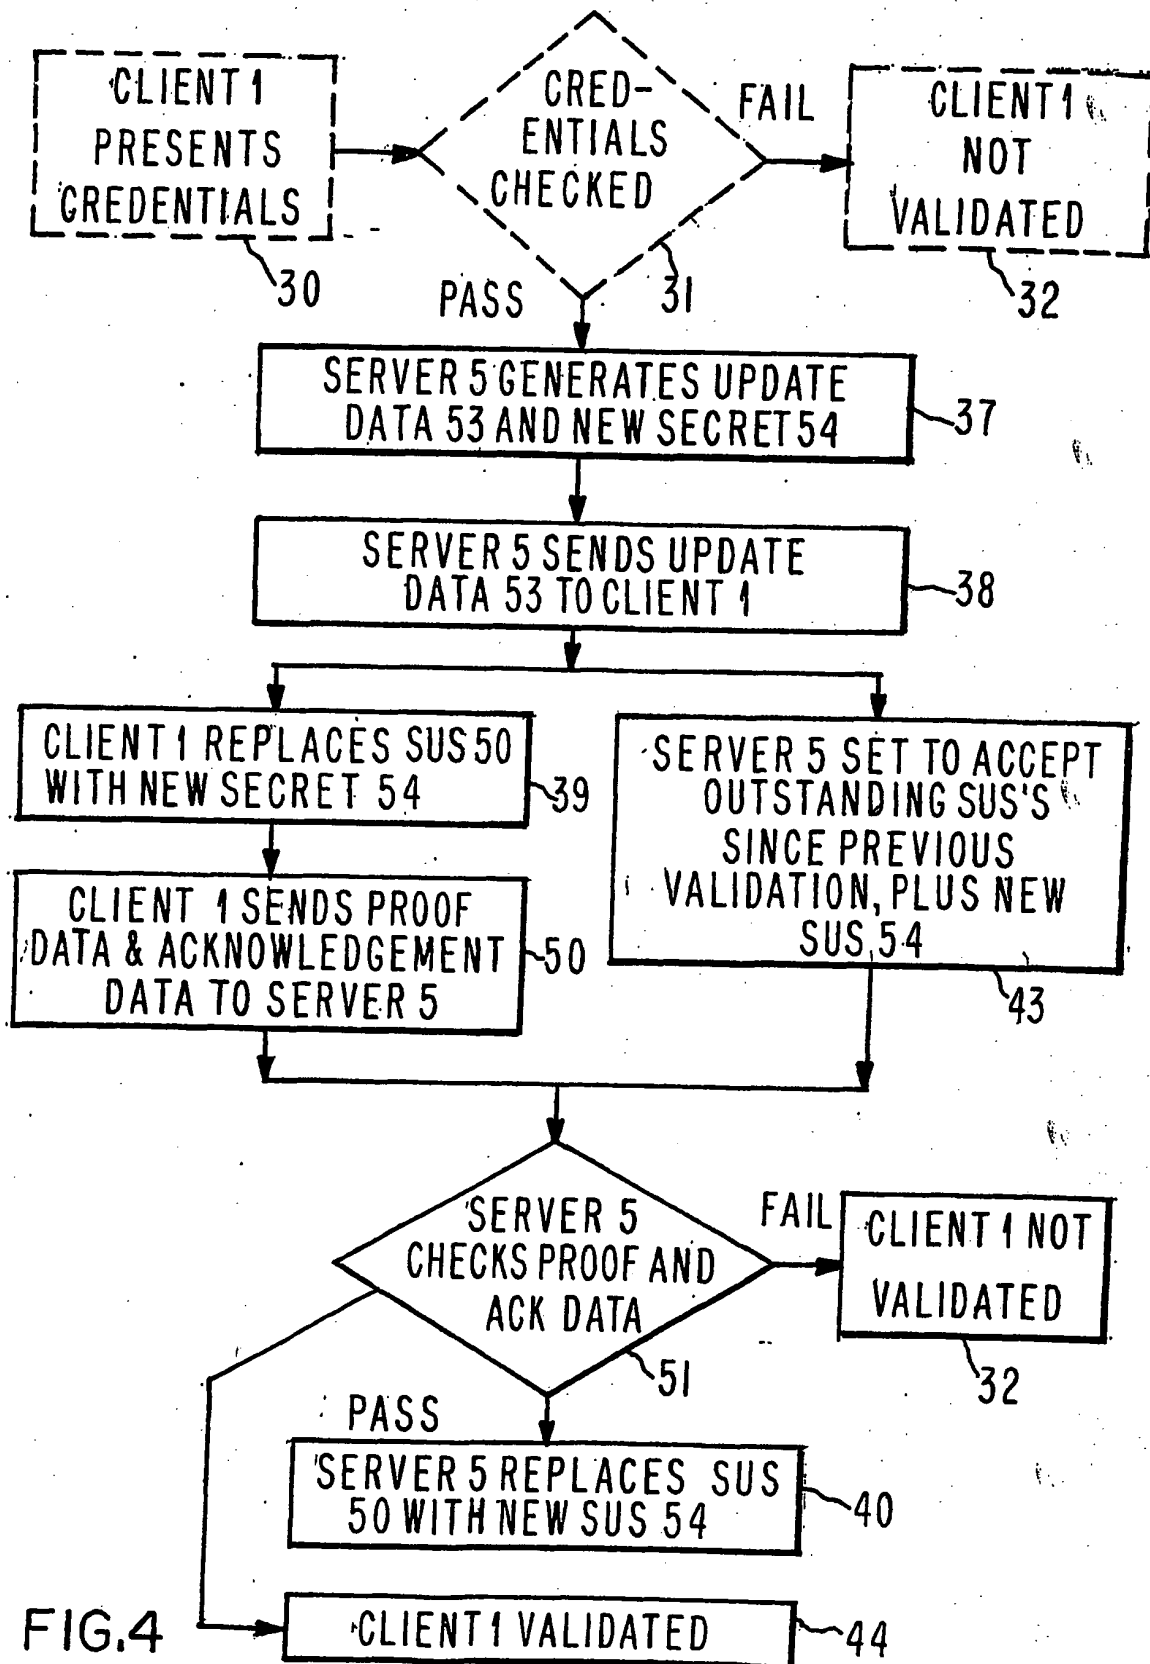 CLIENT 1
PRESENTS
CREDENTIALS
30
CRED-
ENTIALS
CHECKED
31
FAIL
CLIENT 1
NOT
VALIDATED
32
PASS
SERVER 5 GENERATES UPDATE
DATA 53 AND NEW SECRET 54
37
SERVER 5 SENDS UPDATE
DATA 53 TO CLIENT 1
38
CLIENT 1 REPLACES SUS 50
WITH NEW SECRET 54
39
SERVER 5 SET TO ACCEPT
OUTSTANDING SUS'S
SINCE PREVIOUS
VALIDATION, PLUS NEW
SUS 54
43
CLIENT 1 SENDS PROOF
DATA & ACKNOWLEDGEMENT
DATA TO SERVER 5
50
SERVER 5
CHECKS PROOF AND
ACK DATA
51
FAIL
CLIENT 1 NOT
VALIDATED
32
PASS
SERVER 5 REPLACES SUS
50 WITH NEW SUS 54
40
CLIENT 1 VALIDATED
44
FIG.4